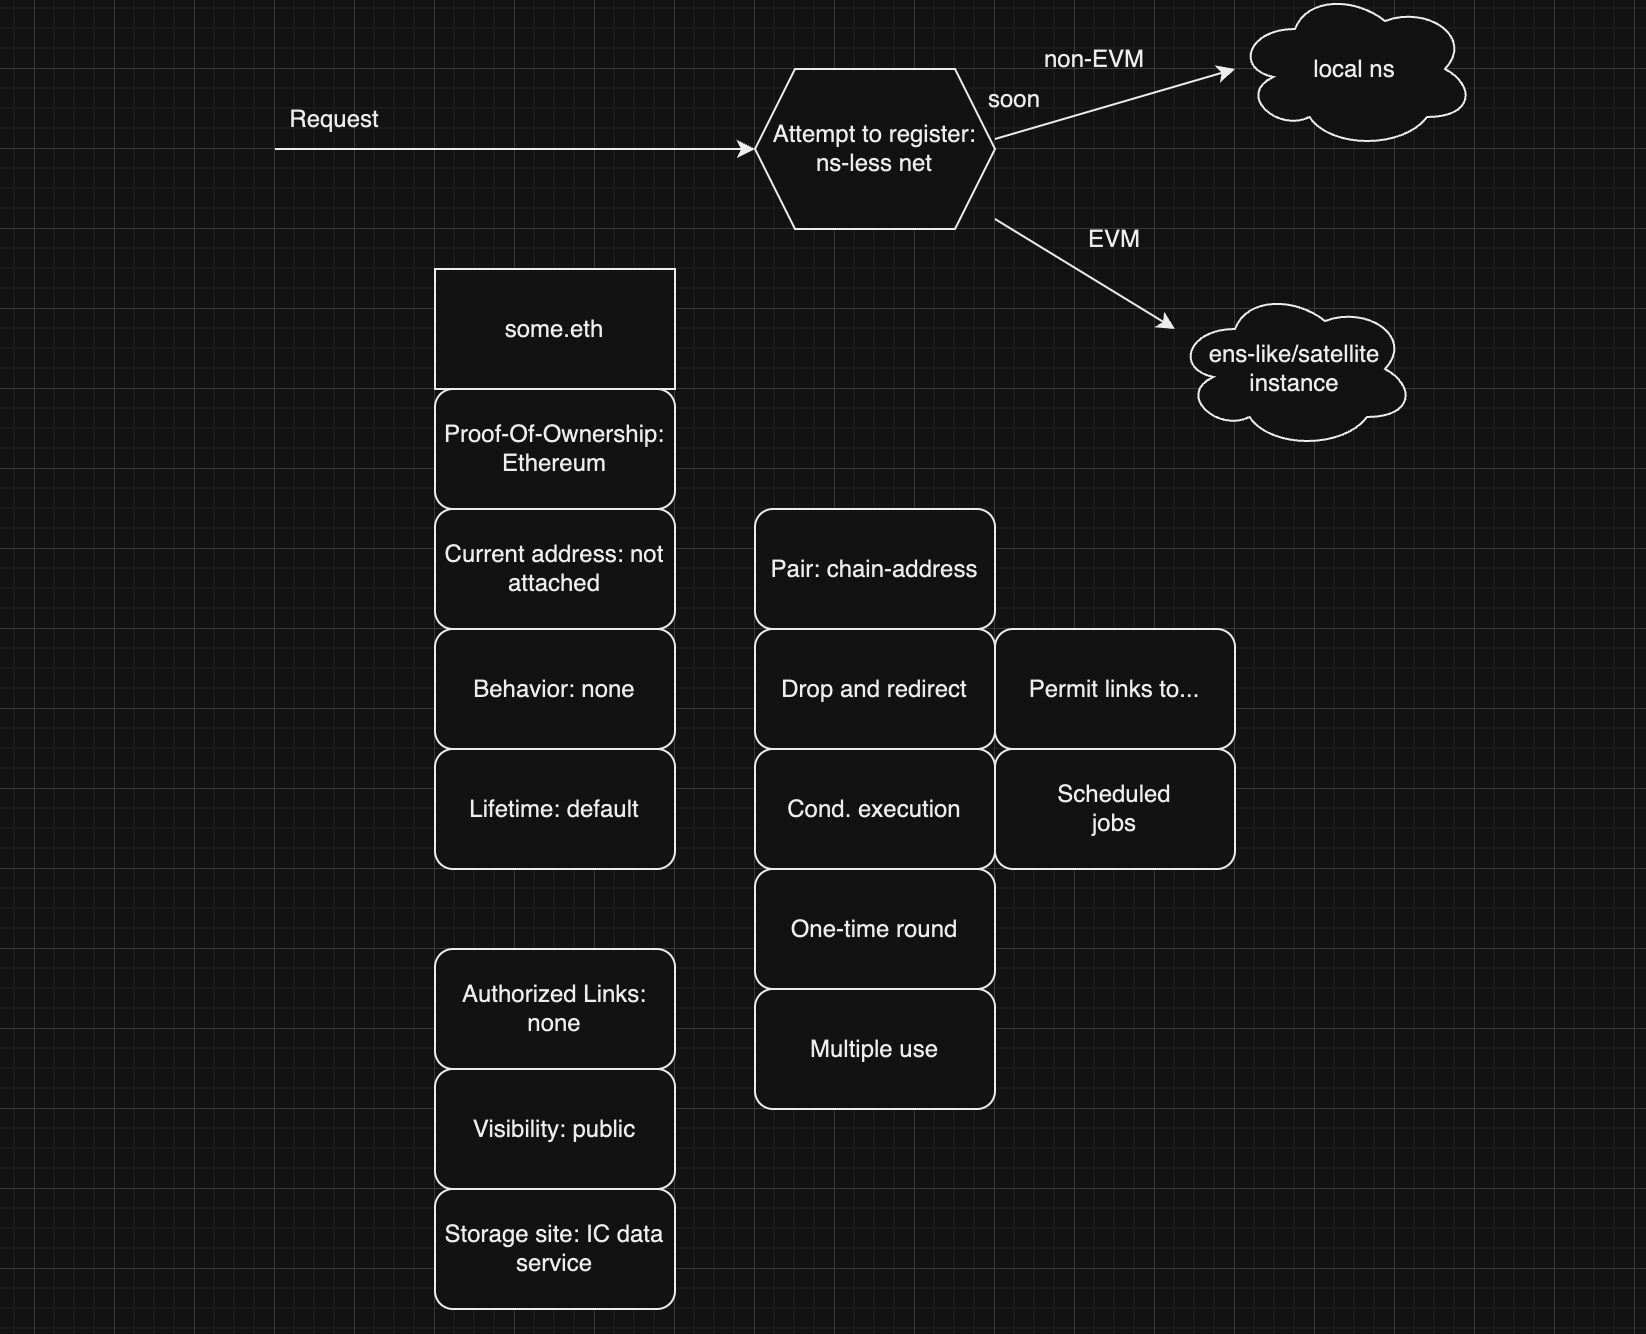 non-EVM
local ns
soon
Request
Attempt to register:
ns-less net
EVM
some.eth
ens-like/satellite
instance
Proof-Of-Ownership:
Ethereum
Current address: not
attached
Pair: chain-address
Behavior: none
Drop and redirect
Permit links to...
Lifetime: default
Cond. execution
Scheduled
jobs
One-time round
Authorized Links:
none
Multiple use
Visibility: public
Storage site: IC data
service